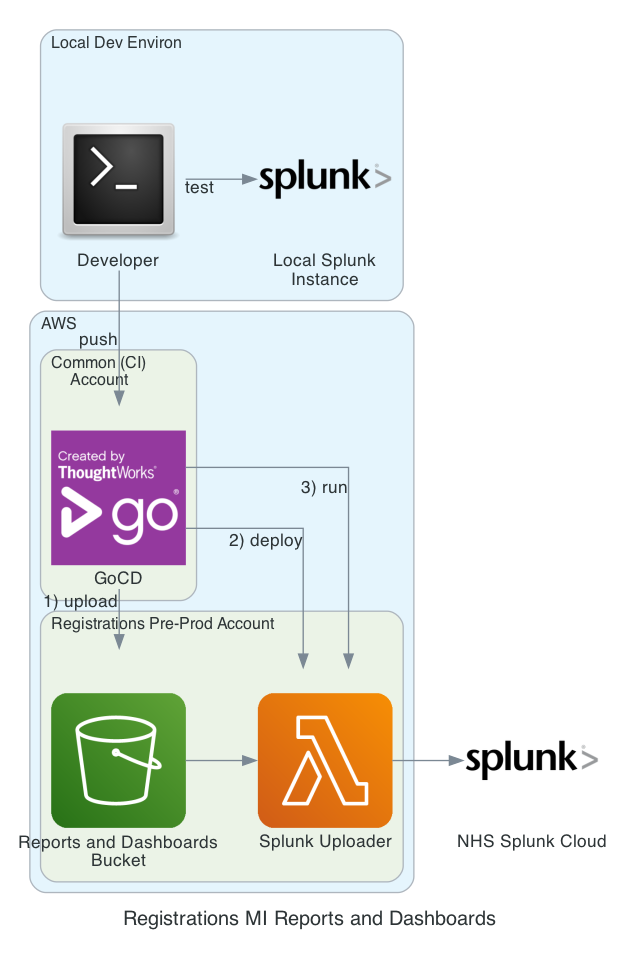 Local Dev Environ
>_
test
splunk>
Developer
Local Splunk
Instance
AWS
push
Common (CI)
Account
Created by
ThoughtWorks®
go®
3) run
2) deploy
GoCD
1) upload
Registrations Pre-Prod Account
splunk>
Reports and Dashboards
Bucket
Splunk Uploader
NHS Splunk Cloud
Registrations MI Reports and Dashboards